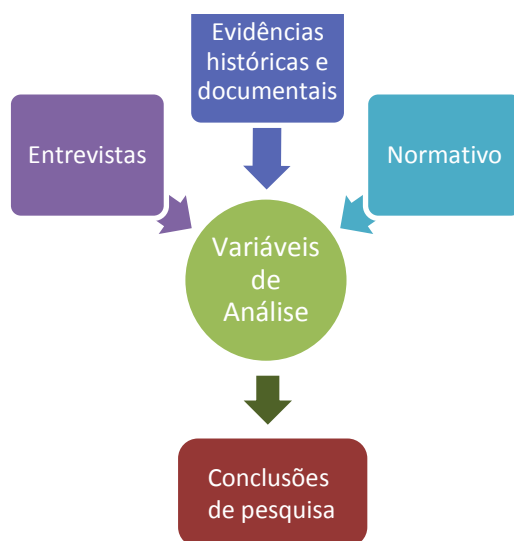 Evidências
históricas e
documentais
Entrevistas
Normativo
Variáveis
de
Análise
Conclusões
de pesquisa